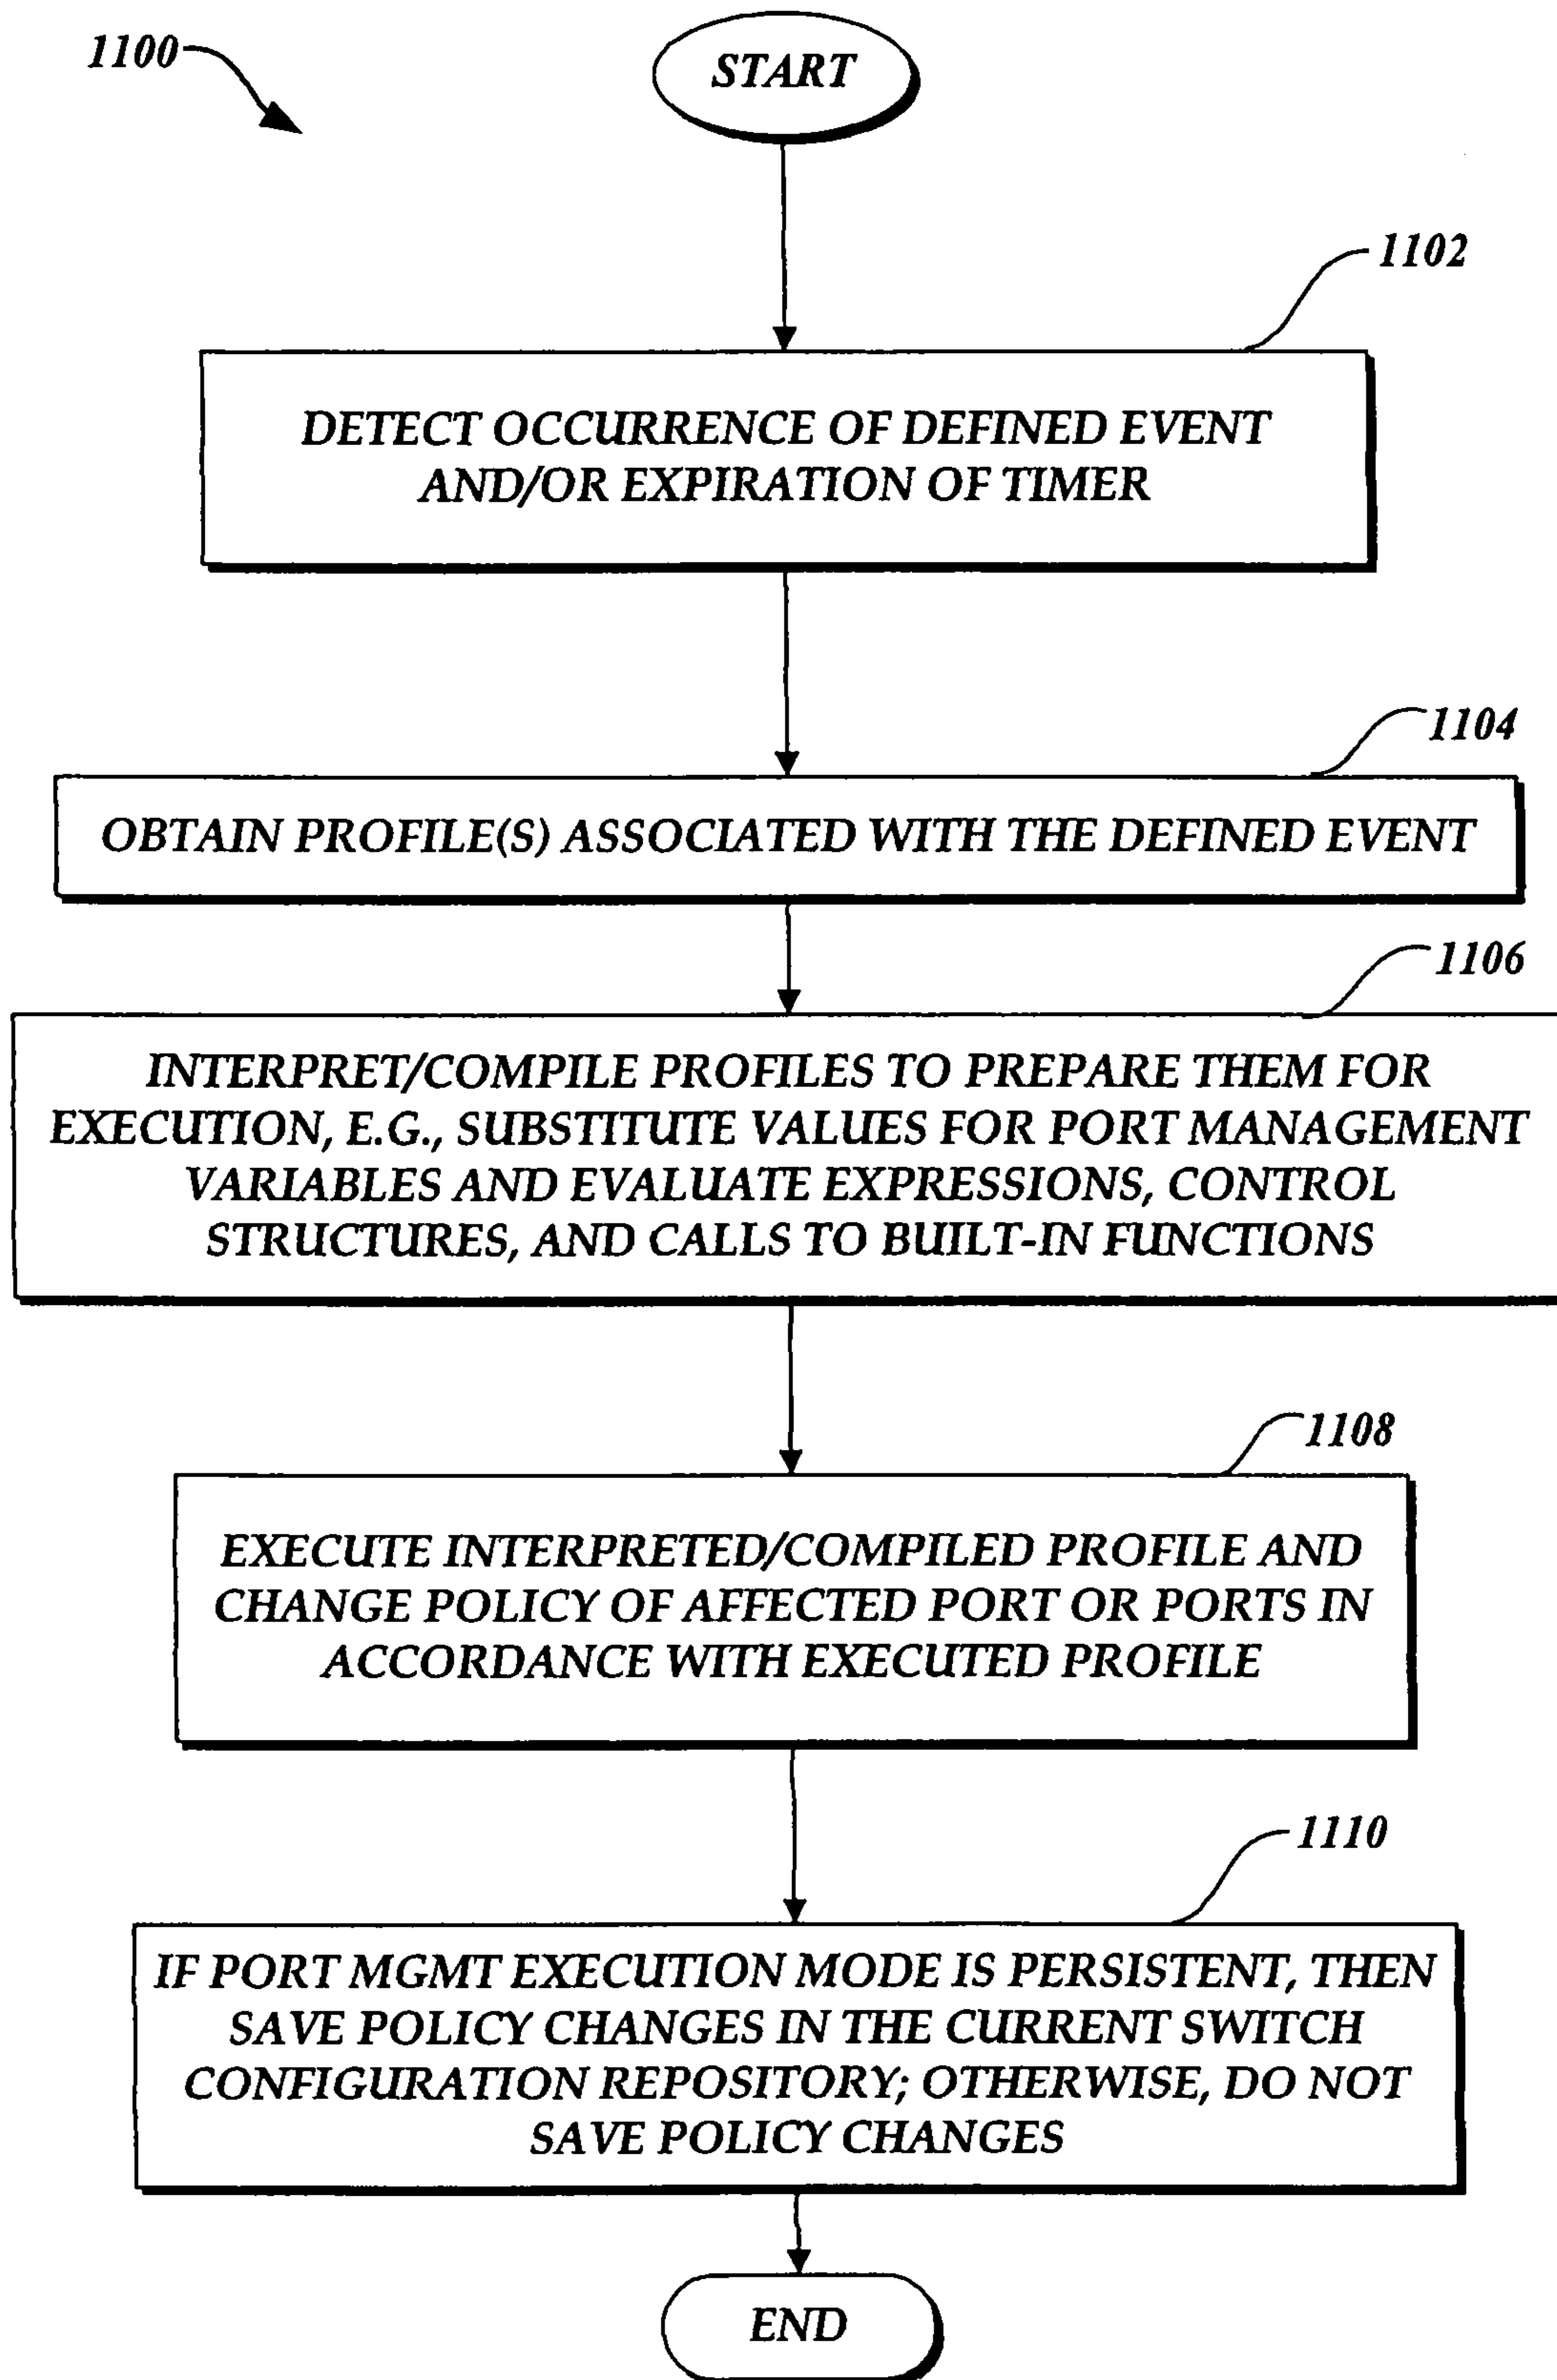 1100
START
1102
DETECT OCCURRENCE OF DEFINED EVENT
AND/OR EXPIRATION OF TIMER
1104
OBTAIN PROFILE(S) ASSOCIATED WITH THE DEFINED EVENT
1106
INTERPRET/COMPILE PROFILES TO PREPARE THEM FOR
EXECUTION, E.G., SUBSTITUTE VALUES FOR PORT MANAGEMENT
VARIABLES AND EVALUATE EXPRESSIONS, CONTROL
STRUCTURES, AND CALLS TO BUILT-IN FUNCTIONS
1108
EXECUTE INTERPRETED/COMPILED PROFILE AND
CHANGE POLICY OF AFFECTED PORT OR PORTS IN
ACCORDANCE WITH EXECUTED PROFILE
1110
IF PORT MGMT EXECUTION MODE IS PERSISTENT, THEN
SAVE POLICY CHANGES IN THE CURRENT SWITCH
CONFIGURATION REPOSITORY; OTHERWISE, DO NOT
SAVE POLICY CHANGES
END